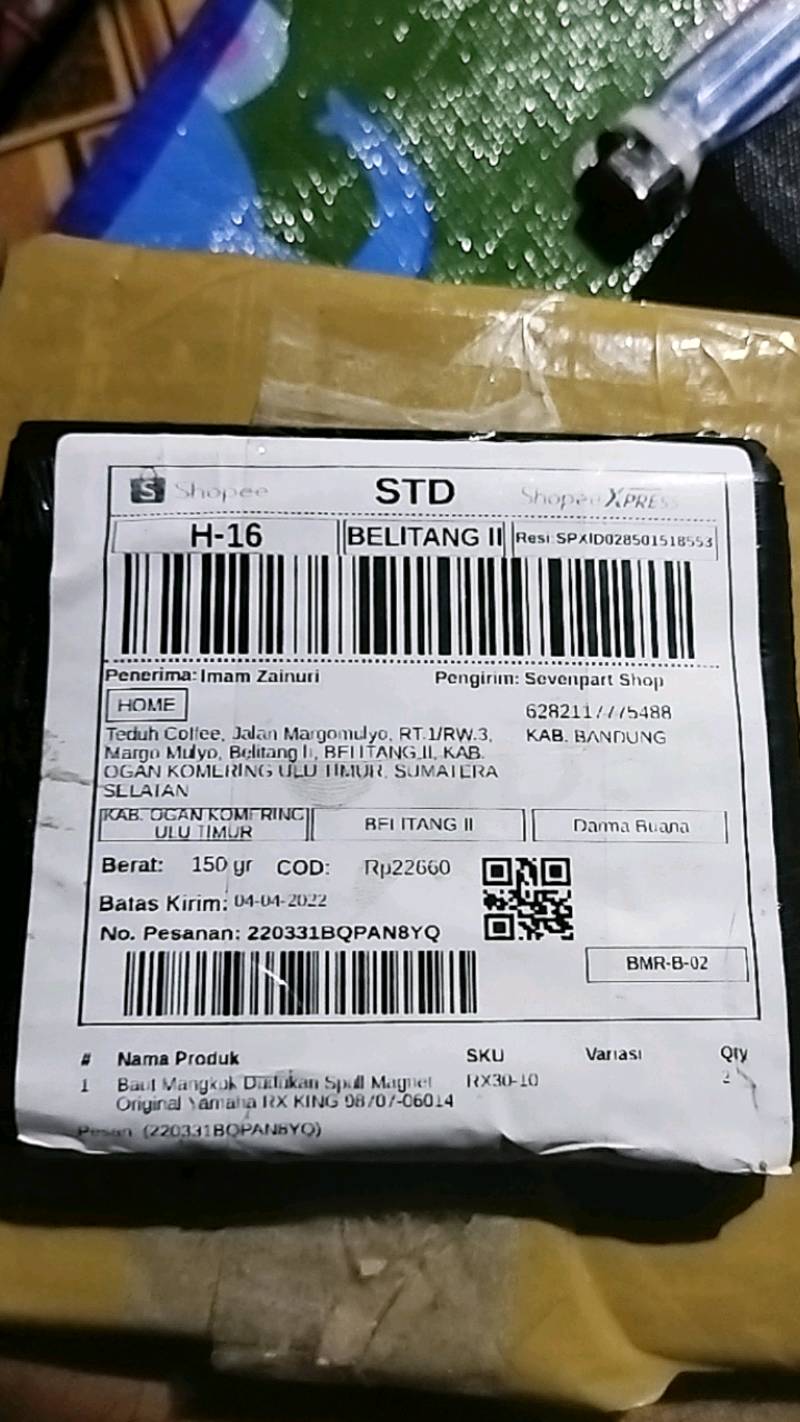 Shopee STD Shopee XPRESS
H-16 BELITANG II Resi: SPXID028501518553
Penerima: Imam Zainuri Pengirim: Sevenpart Shop
HOME 6282117775488
Teduh Coffee, Jalan Margomulyo, RT.1/RW.3, KAB. BANDUNG
Margo Mulyo, Belitang Ii, BELITANG II, KAB.
OGAN KOMERING ULU TIMUR, SUMATERA
SELATAN
KAB. OGAN KOMERING BELITANG II Darma Buana
ULU TIMUR
Berat: 150 gr COD: Rp22660
Batas Kirim: 04-04-2022
No. Pesanan: 220331BQPAN8YQ
BMR-B-02
# Nama Produk SKU Variasi Qty
1 Baut Mangkok Dudukan Spull Magnet RX30-10 2
Original Yamaha RX KING 98707-06014
Pesan (220331BQPAN8YQ)